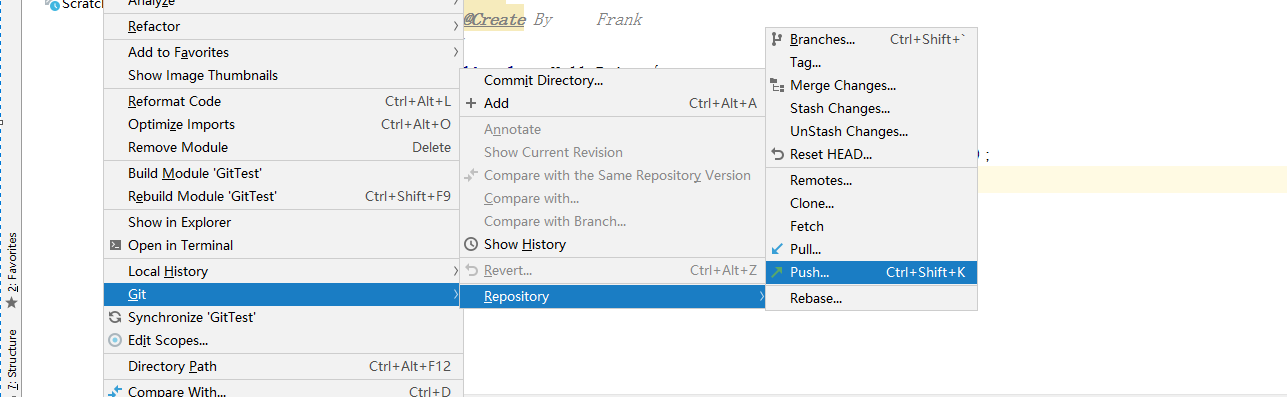 Scratch
Analyze
Refactor
Add to Favorites
Show Image Thumbnails
Reformat Code Ctrl+Alt+L
Optimize Imports Ctrl+Alt+O
Remove Module Delete
Build Module 'GitTest'
Rebuild Module 'GitTest' Ctrl+Shift+F9
Show in Explorer
Open in Terminal
Local History
Git
Synchronize 'GitTest'
Edit Scopes...
Directory Path Ctrl+Alt+F12
Compare With... Ctrl+D
@Create By Frank
Commit Directory...
Add Ctrl+Alt+A
Annotate
Show Current Revision
Compare with the Same Repository Version
Compare with...
Compare with Branch...
Show History
Revert... Ctrl+Alt+Z
Repository
Branches... Ctrl+Shift+`
Tag...
Merge Changes...
Stash Changes...
UnStash Changes...
Reset HEAD...
Remotes...
Clone...
Fetch
Pull...
Push... Ctrl+Shift+K
Rebase...
) ;
2: Favorites
7: Structure